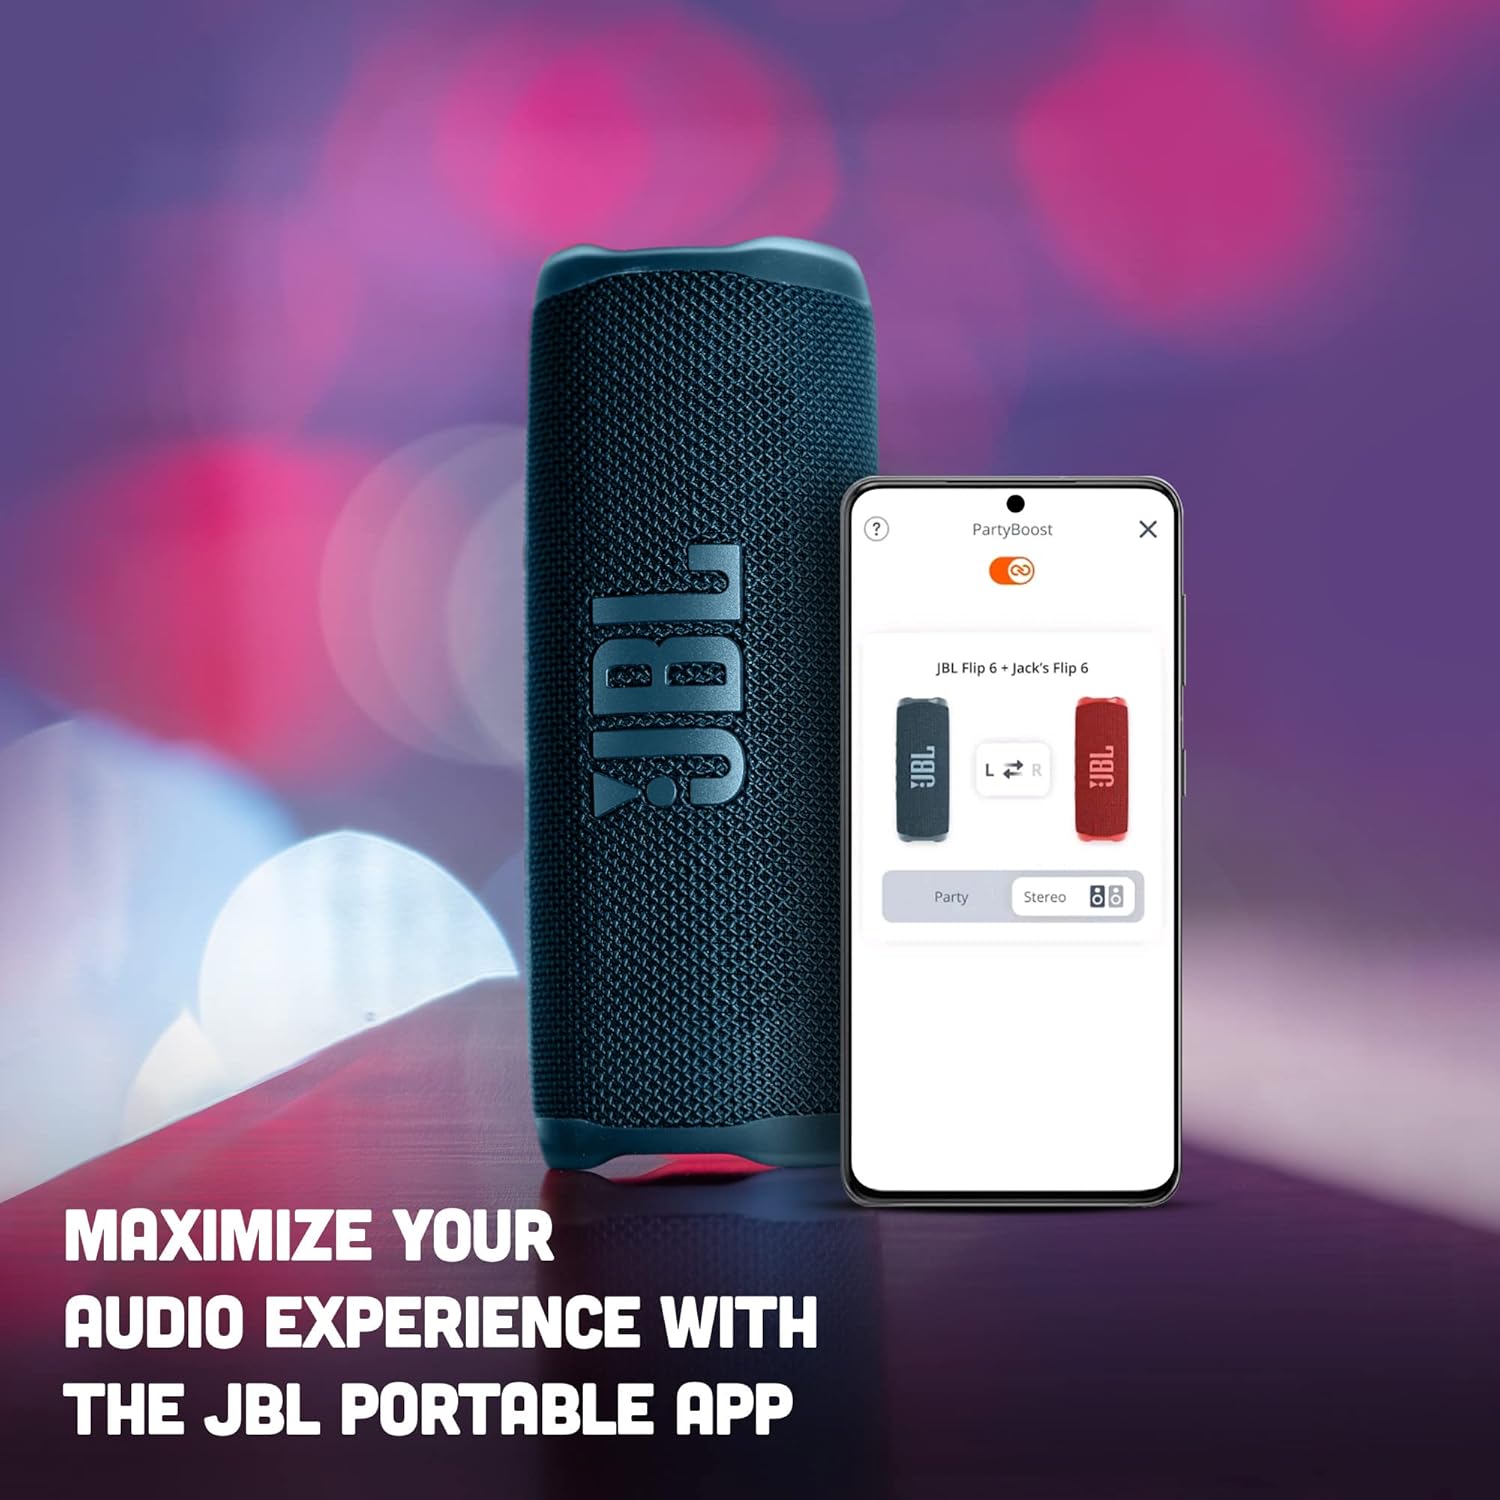 JBL
?
PartyBoost
JBL Flip 6 + Jack's Flip 6
JBL
L R
JBL
Party
Stereo
MAXIMIZE YOUR
AUDIO EXPERIENCE WITH
THE JBL PORTABLE APP